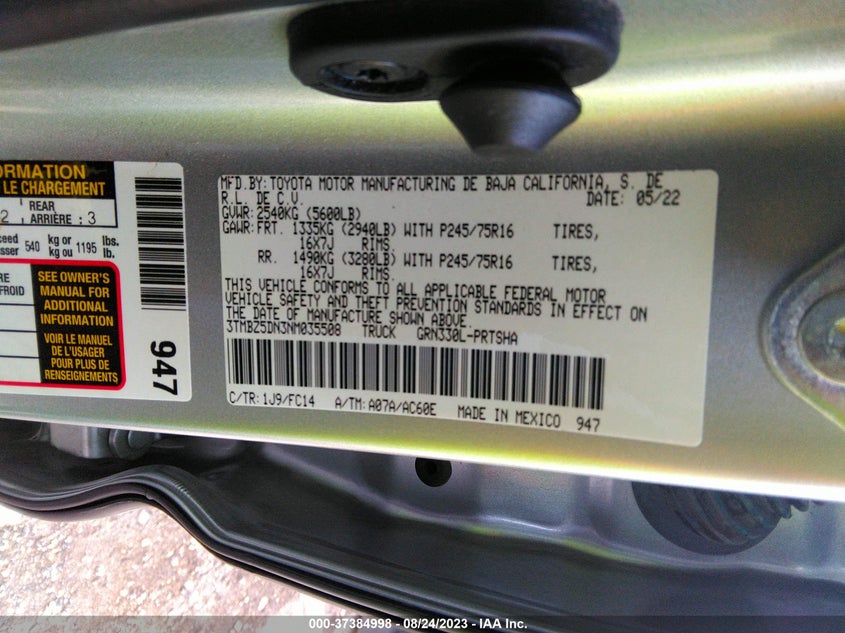 ORMATION
LE CHARGEMENT
2 REAR ARRIÈRE : 3
540 kg or kg ou 1195 lbs. lb.
RE
FROID
SEE OWNER'S
MANUAL FOR
ADDITIONAL
INFORMATION
VOIR LE MANUEL
DE L'USAGER
POUR PLUS DE
RENSEIGNEMENTS
947
MFD.BY: TOYOTA MOTOR MANUFACTURING DE BAJA CALIFORNIA, S. DE
R.L. DE C.V. DATE: 05/22
GVWR: 2540KG (5600LB)
GAWR: FRT. 1335KG (2940LB) WITH P245/75R16 TIRES,
16X7J RIMS.
RR. 1490KG (3280LB) WITH P245/75R16 TIRES,
16X7J RIMS.
THIS VEHICLE CONFORMS TO ALL APPLICABLE FEDERAL MOTOR
VEHICLE SAFETY AND THEFT PREVENTION STANDARDS IN EFFECT ON
THE DATE OF MANUFACTURE SHOWN ABOVE.
3TMBZ5DN3NM035508 TRUCK GRN330L-PRTSHA
C/TR: 1J9/FC14 A/TM: A07A/AC60E MADE IN MEXICO 947
000-37384998 - 08/24/2023 - IAA Inc.